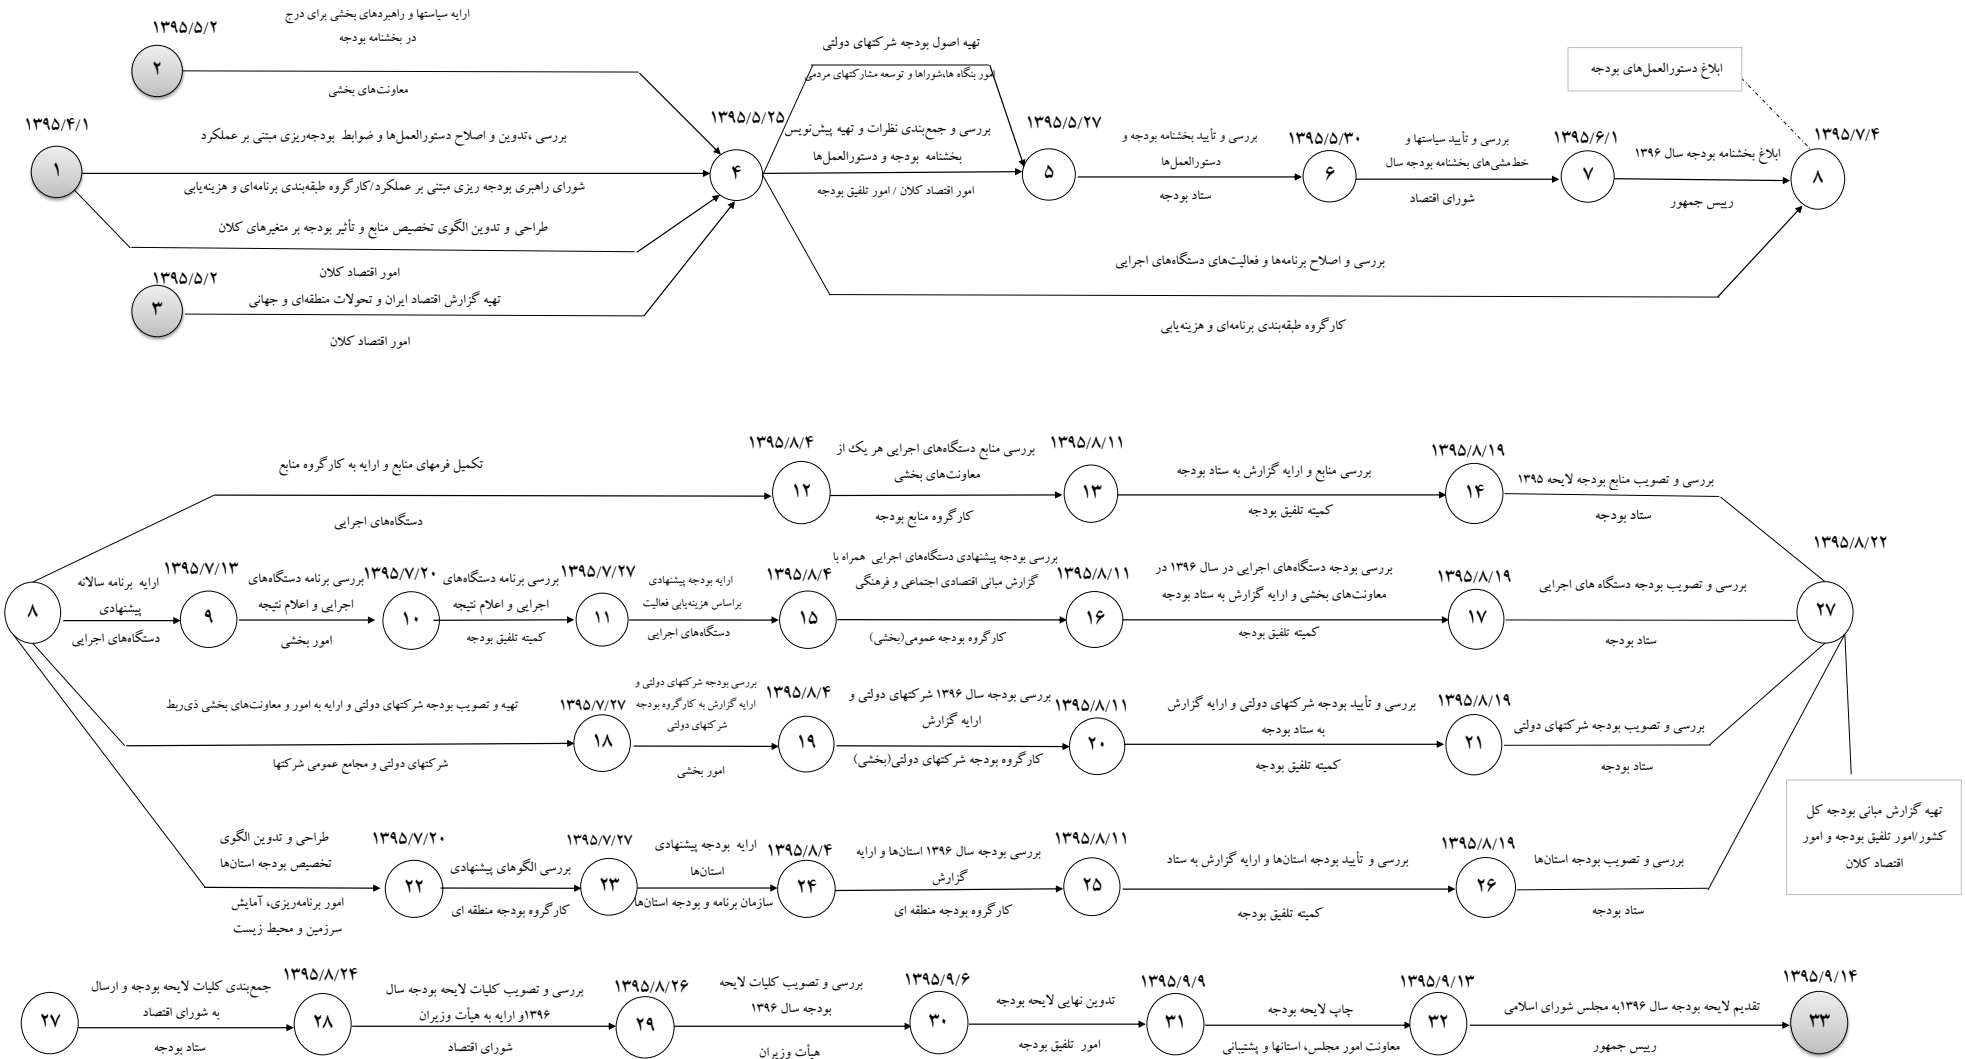 ارایه سیاستها و راهبردهای بخشی برای درج
در بخشنامه بودجه
۱۳۹۵/۵/۲
۲
معاونت‌های بخشی
۱۳۹۵/۴/۱
۱
بررسی ،تدوین و اصلاح دستورالعمل‌ها و ضوابط بودجه‌ریزی مبتنی بر عملکرد
شورای راهبری بودجه ریزی مبتنی بر عملکرد/کارگروه طبقه‌بندی برنامه‌ای و هزینه‌یابی
طراحی و تدوین الگوی تخصیص منابع و تأثیر بودجه بر متغیرهای کلان
امور اقتصاد کلان
۱۳۹۵/۵/۲
۳
تهیه گزارش اقتصاد ایران و تحولات منطقه‌ای و جهانی
امور اقتصاد کلان
۱۳۹۵/۵/۲۵
۴
تهیه اصول بودجه شرکتهای دولتی
امور بنگاه ها،شوراها و توسعه مشارکتهای مردمی
بررسی و جمع‌بندی نظرات و تهیه پیش‌نویس
بخشنامه بودجه و دستورالعمل‌ها
امور اقتصاد کلان / امور تلفیق بودجه
۱۳۹۵/۵/۲۷
۵
بررسی و تأیید بخشنامه بودجه و
دستورالعمل‌ها
ستاد بودجه
۱۳۹۵/۵/۳۰
۶
بررسی و تأیید سیاستها و
خط‌مشی‌های بخشنامه بودجه سال
شورای اقتصاد
۱۳۹۵/۶/۱
۷
ابلاغ بخشنامه بودجه سال ۱۳۹۶
رییس جمهور
ابلاغ دستورالعمل‌های بودجه
۱۳۹۵/۷/۴
۸
بررسی و اصلاح برنامه‌ها و فعالیت‌های دستگاه‌های اجرایی
کارگروه طبقه‌بندی برنامه‌ای و هزینه‌یابی
۸
تکمیل فرمهای منابع و ارایه به کارگروه منابع
دستگاه‌های اجرایی
۱۳۹۵/۸/۴
۱۲
بررسی منابع دستگاه‌های اجرایی هر یک از
معاونت‌های بخشی
کارگروه منابع بودجه
۱۳۹۵/۸/۱۱
۱۳
بررسی منابع و ارایه گزارش به ستاد بودجه
کمیته تلفیق بودجه
۱۳۹۵/۸/۱۹
۱۴
بررسی و تصویب منابع بودجه لایحه ۱۳۹۵
ستاد بودجه
ارایه برنامه سالانه
پیشنهادی
دستگاه‌های اجرایی
۱۳۹۵/۷/۱۳
۹
بررسی برنامه دستگاه‌های
اجرایی و اعلام نتیجه
امور بخشی
۱۳۹۵/۷/۲۰
۱۰
بررسی برنامه دستگاه‌های
اجرایی و اعلام نتیجه
کمیته تلفیق بودجه
۱۳۹۵/۷/۲۷
۱۱
ارایه بودجه پیشنهادی
براساس هزینه‌یابی فعالیت
دستگاه‌های اجرایی
۱۳۹۵/۸/۴
۱۵
بررسی بودجه پیشنهادی دستگاه‌های اجرایی همراه با
گزارش مبانی اقتصادی اجتماعی و فرهنگی
کارگروه بودجه عمومی(بخشی)
۱۳۹۵/۸/۱۱
۱۶
بررسی بودجه دستگاه‌های اجرایی در سال ۱۳۹۶ در
معاونت‌های بخشی و ارایه گزارش به ستاد بودجه
کمیته تلفیق بودجه
۱۳۹۵/۸/۱۹
۱۷
بررسی و تصویب بودجه دستگاه های اجرایی
ستاد بودجه
۱۳۹۵/۸/۲۲
۲۷
تهیه و تصویب بودجه شرکتهای دولتی و ارایه به امور و معاونت‌های بخشی ذی‌ربط
شرکتهای دولتی و مجامع عمومی شرکتها
۱۳۹۵/۷/۲۷
۱۸
بررسی بودجه شرکتهای دولتی و
ارایه گزارش به کارگروه بودجه
شرکتهای دولتی
امور بخشی
۱۳۹۵/۸/۴
۱۹
بررسی بودجه سال ۱۳۹۶ شرکتهای دولتی و
ارایه گزارش
کارگروه بودجه شرکتهای دولتی(بخشی)
۱۳۹۵/۸/۱۱
۲۰
بررسی و تأیید بودجه شرکتهای دولتی و ارایه گزارش
به ستاد بودجه
کمیته تلفیق بودجه
۱۳۹۵/۸/۱۹
۲۱
بررسی و تصویب بودجه شرکتهای دولتی
ستاد بودجه
طراحی و تدوین الگوی
تخصیص بودجه استان‌ها
امور برنامه‌ریزی، آمایش
سرزمین و محیط زیست
۱۳۹۵/۷/۲۰
۲۲
بررسی الگوهای پیشنهادی
کارگروه بودجه منطقه ای
۱۳۹۵/۷/۲۷
۲۳
ارایه بودجه پیشنهادی
استان‌ها
سازمان برنامه و بودجه استان‌ها
۱۳۹۵/۸/۴
۲۴
بررسی بودجه سال ۱۳۹۶ استان‌ها و ارایه
گزارش
کارگروه بودجه منطقه ای
۱۳۹۵/۸/۱۱
۲۵
بررسی و تأیید بودجه استان‌ها و ارایه گزارش به ستاد
کمیته تلفیق بودجه
۱۳۹۵/۸/۱۹
۲۶
بررسی و تصویب بودجه استان‌ها
ستاد بودجه
تهیه گزارش مبانی بودجه کل
کشور/امور تلفیق بودجه و امور
اقتصاد کلان
۲۷
جمع‌بندی کلیات لایحه بودجه و ارسال
به شورای اقتصاد
ستاد بودجه
۱۳۹۵/۸/۲۴
۲۸
بررسی و تصویب کلیات لایحه بودجه سال
۱۳۹۶و ارایه به هیأت وزیران
شورای اقتصاد
۱۳۹۵/۸/۲۶
۲۹
بررسی و تصویب کلیات لایحه
بودجه سال ۱۳۹۶
هیأت وزیران
۱۳۹۵/۹/۶
۳۰
تدوین نهایی لایحه بودجه
امور تلفیق بودجه
۱۳۹۵/۹/۹
۳۱
چاپ لایحه بودجه
معاونت امور مجلس، استانها و پشتیبانی
۱۳۹۵/۹/۱۳
۳۲
تقدیم لایحه بودجه سال ۱۳۹۶به مجلس شورای اسلامی
رییس جمهور
۱۳۹۵/۹/۱۴
۳۳